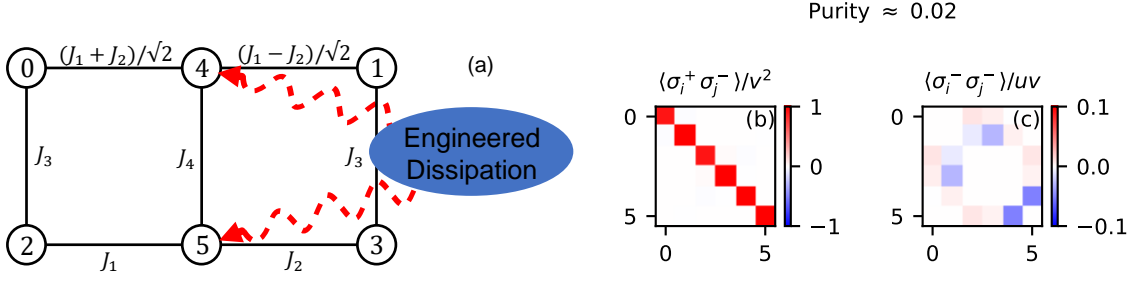 Purity ≈ 0.02
(J₁ + J₂)/√2
(J₁ − J₂)/√2
0
4
1
(a)
J₃
J₄
J₃
Engineered
Dissipation
2
5
3
J₁
J₂
⟨σᵢ⁺σⱼ⁻⟩/v²
(b)
0
5
0
5
1
0
−1
⟨σᵢ⁻σⱼ⁻⟩/uv
(c)
0
5
0
5
0.1
0.0
−0.1